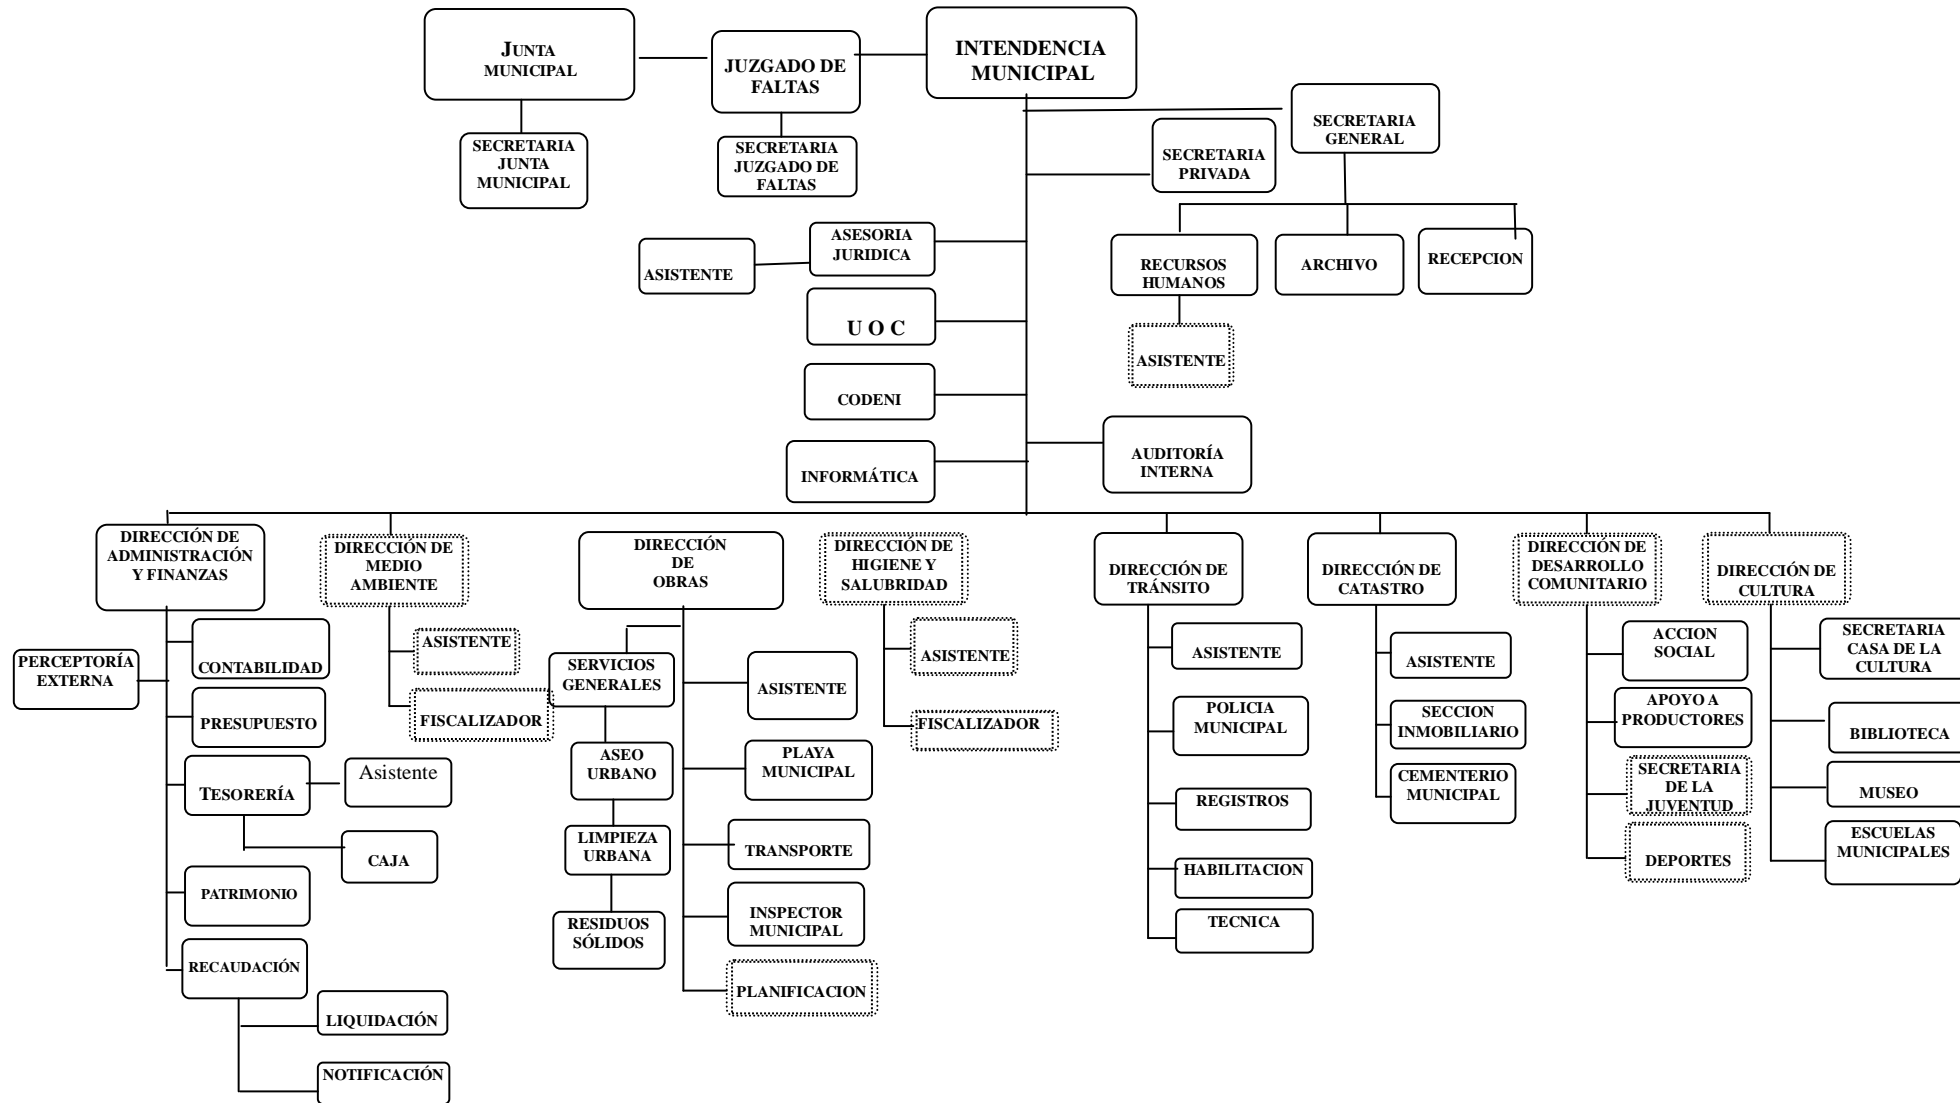 JUNTA
MUNICIPAL
JUZGADO DE
FALTAS
INTENDENCIA
MUNICIPAL
SECRETARIA
GENERAL
SECRETARIA
JUNTA
MUNICIPAL
SECRETARIA
JUZGADO DE
FALTAS
SECRETARIA
PRIVADA
ASESORIA
JURIDICA
ASISTENTE
RECURSOS
HUMANOS
ARCHIVO
RECEPCION
U O C
ASISTENTE
CODENI
AUDITORÍA
INTERNA
INFORMÁTICA
DIRECCIÓN DE
ADMINISTRACIÓN
Y FINANZAS
DIRECCIÓN DE
MEDIO
AMBIENTE
DIRECCIÓN
DE
OBRAS
DIRECCIÓN DE
HIGIENE Y
SALUBRIDAD
DIRECCIÓN DE
TRÁNSITO
DIRECCIÓN DE
CATASTRO
DIRECCIÓN DE
DESARROLLO
COMUNITARIO
DIRECCIÓN DE
CULTURA
PERCEPTORÍA
EXTERNA
CONTABILIDAD
PRESUPUESTO
TESORERÍA
Asistente
CAJA
PATRIMONIO
RECAUDACIÓN
LIQUIDACIÓN
NOTIFICACIÓN
ASISTENTE
FISCALIZADOR
SERVICIOS
GENERALES
ASEO
URBANO
LIMPIEZA
URBANA
RESIDUOS
SÓLIDOS
ASISTENTE
PLAYA
MUNICIPAL
TRANSPORTE
INSPECTOR
MUNICIPAL
PLANIFICACION
ASISTENTE
FISCALIZADOR
ASISTENTE
POLICIA
MUNICIPAL
REGISTROS
HABILITACION
TECNICA
ASISTENTE
SECCION
INMOBILIARIO
CEMENTERIO
MUNICIPAL
ACCION
SOCIAL
APOYO A
PRODUCTORES
SECRETARIA
DE LA
JUVENTUD
DEPORTES
SECRETARIA
CASA DE LA
CULTURA
BIBLIOTECA
MUSEO
ESCUELAS
MUNICIPALES